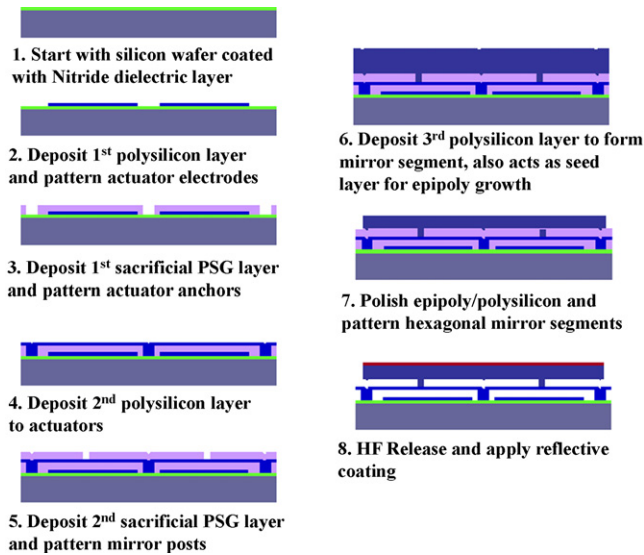 1. Start with silicon wafer coated
with Nitride dielectric layer
2. Deposit 1st polysilicon layer
and pattern actuator electrodes
3. Deposit 1st sacrificial PSG layer
and pattern actuator anchors
4. Deposit 2nd polysilicon layer
to actuators
5. Deposit 2nd sacrificial PSG layer
and pattern mirror posts
6. Deposit 3rd polysilicon layer to form
mirror segment, also acts as seed
layer for epipoly growth
7. Polish epipoly/polysilicon and
pattern hexagonal mirror segments
8. HF Release and apply reflective
coating